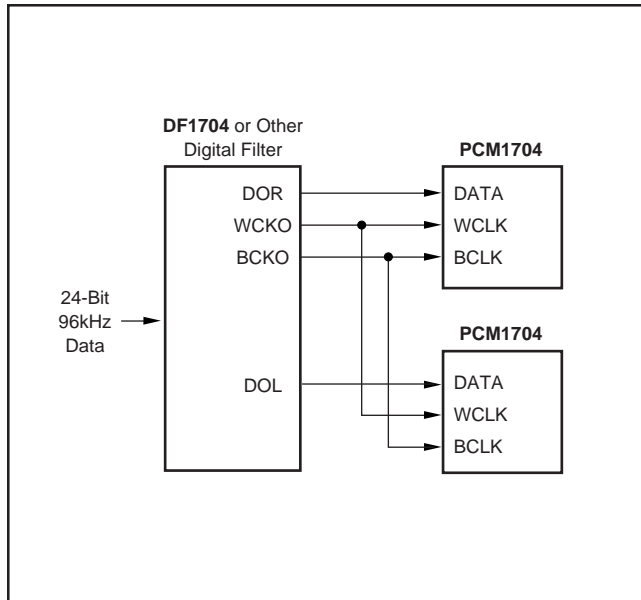 DF1704 or Other
Digital Filter
PCM1704
DOR
DATA
WCKO
WCLK
BCKO
BCLK
24-Bit
96kHz
Data
PCM1704
DOL
DATA
WCLK
BCLK